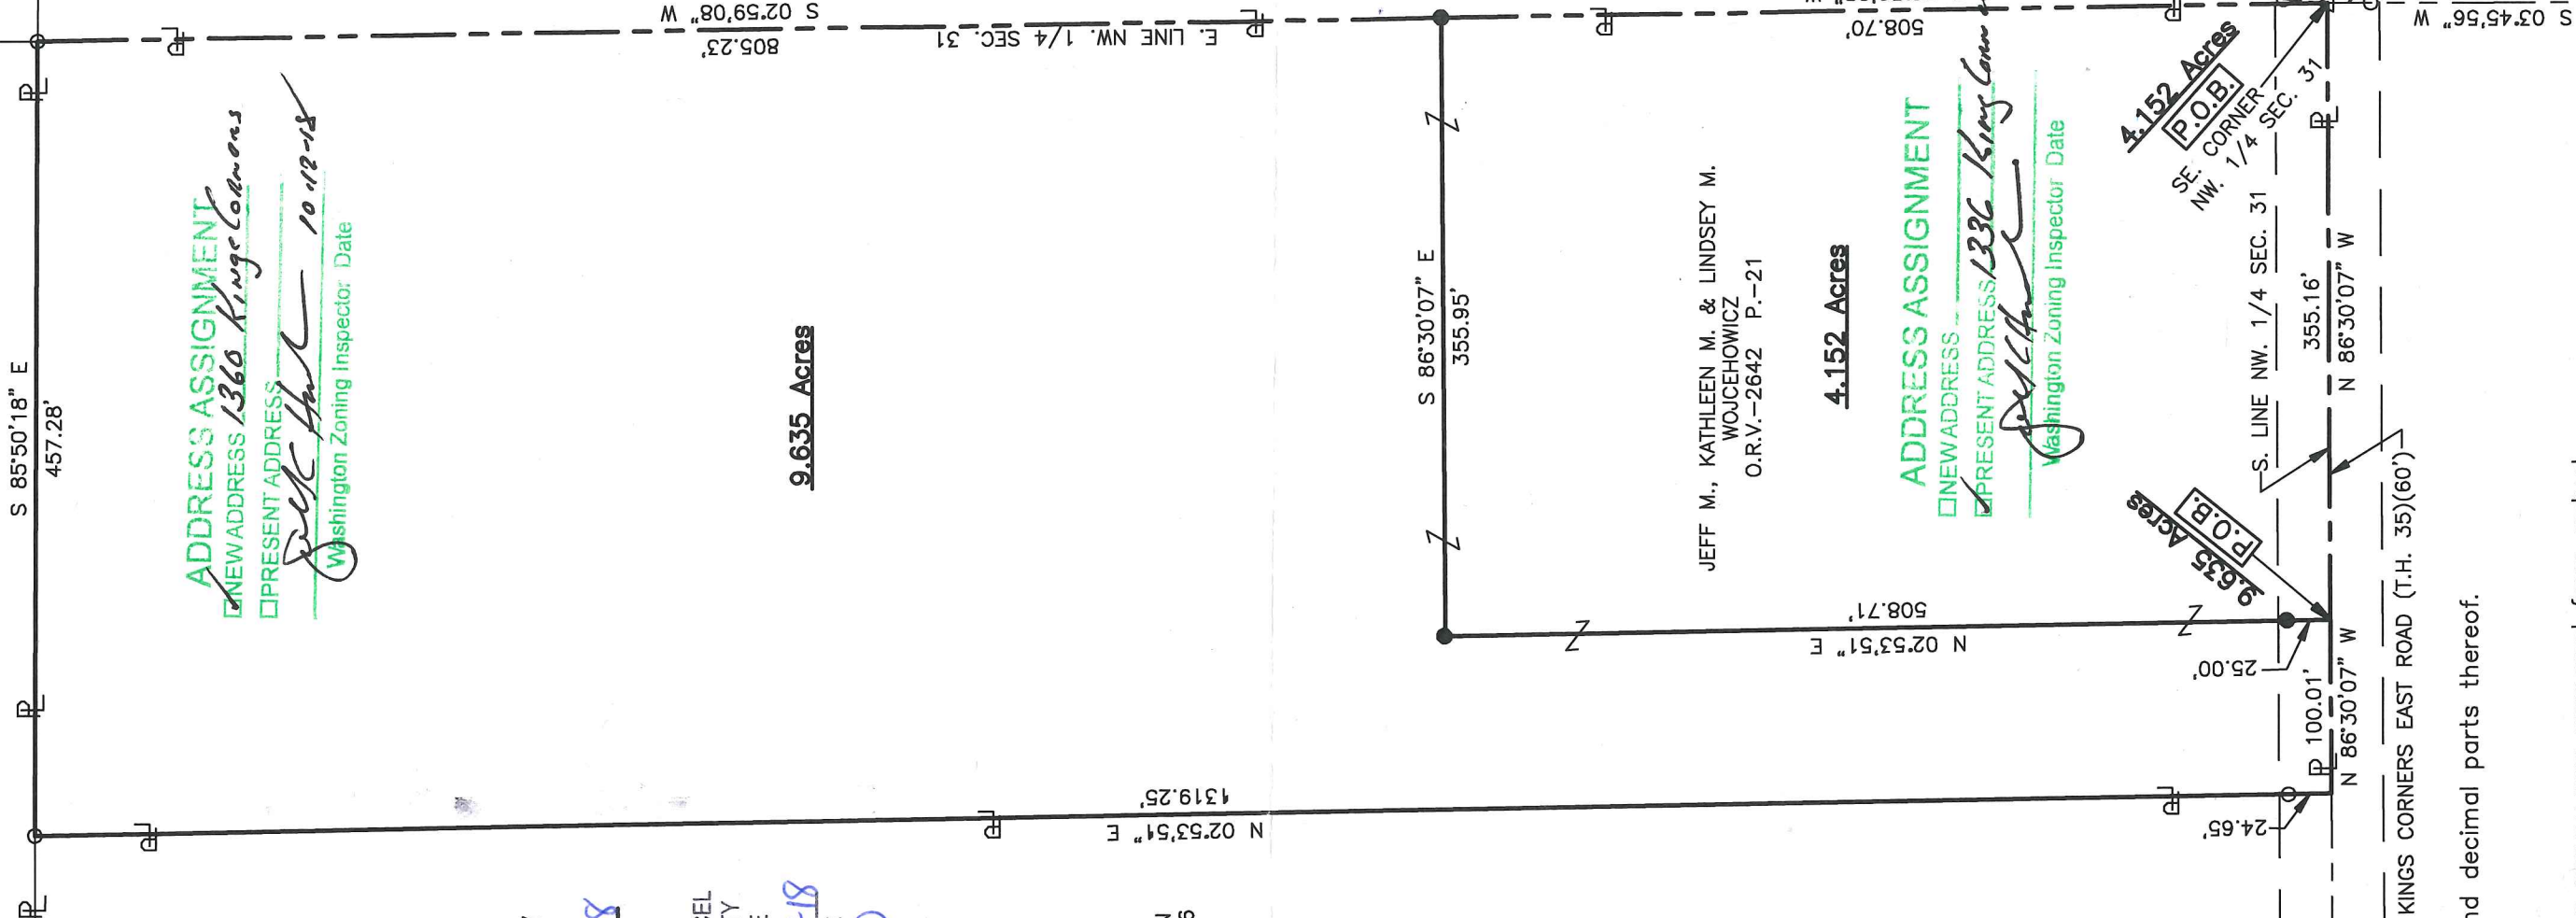 S 85°50'18" E
457.28'
S 02°59'08" W
805.23'
E. LINE NW. 1/4 SEC. 31
ADDRESS ASSIGNMENT
NEW ADDRESS 1360 Kings Corners
PRESENT ADDRESS
10-12-18
Washington Zoning Inspector Date
9.635 Acres
N 02°53'51" E
1319.25'
S 86°30'07" E
355.95'
JEFF M., KATHLEEN M. & LINDSEY M.
WOJCEHOWICZ
O.R.V.-2642 P.-21
4.152 Acres
508.70'
ADDRESS ASSIGNMENT
NEW ADDRESS
PRESENT ADDRESS 1336 King
Washington Zoning Inspector Date
508.71'
N 02°53'51" E
4.152 Acres
P.O.B.
SE. CORNER
NW. 1/4 SEC. 31
9.635 Acres
P.O.B.
S. LINE NW. 1/4 SEC. 31
355.16'
N 86°30'07" W
25.00'
100.01'
N 86°30'07" W
24.65'
S 03°45'56" W
KINGS CORNERS EAST ROAD (T.H. 35)(60')
nd decimal parts thereof.